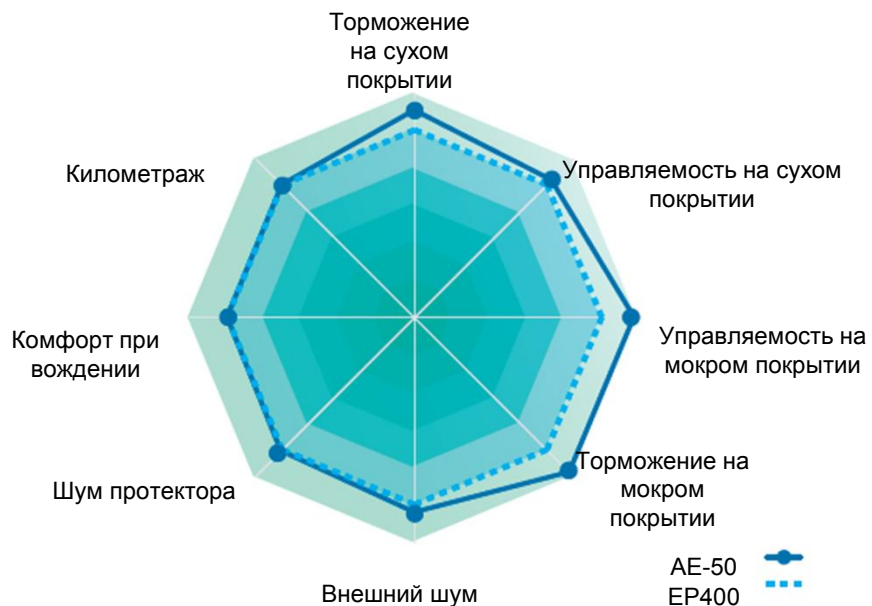 Торможение
на сухом
покрытии
Управляемость на сухом
покрытии
Управляемость на
мокром покрытии
Торможение на
мокром
покрытии
Внешний шум
Шум протектора
Комфорт при
вождении
Километраж
AE-50
EP400